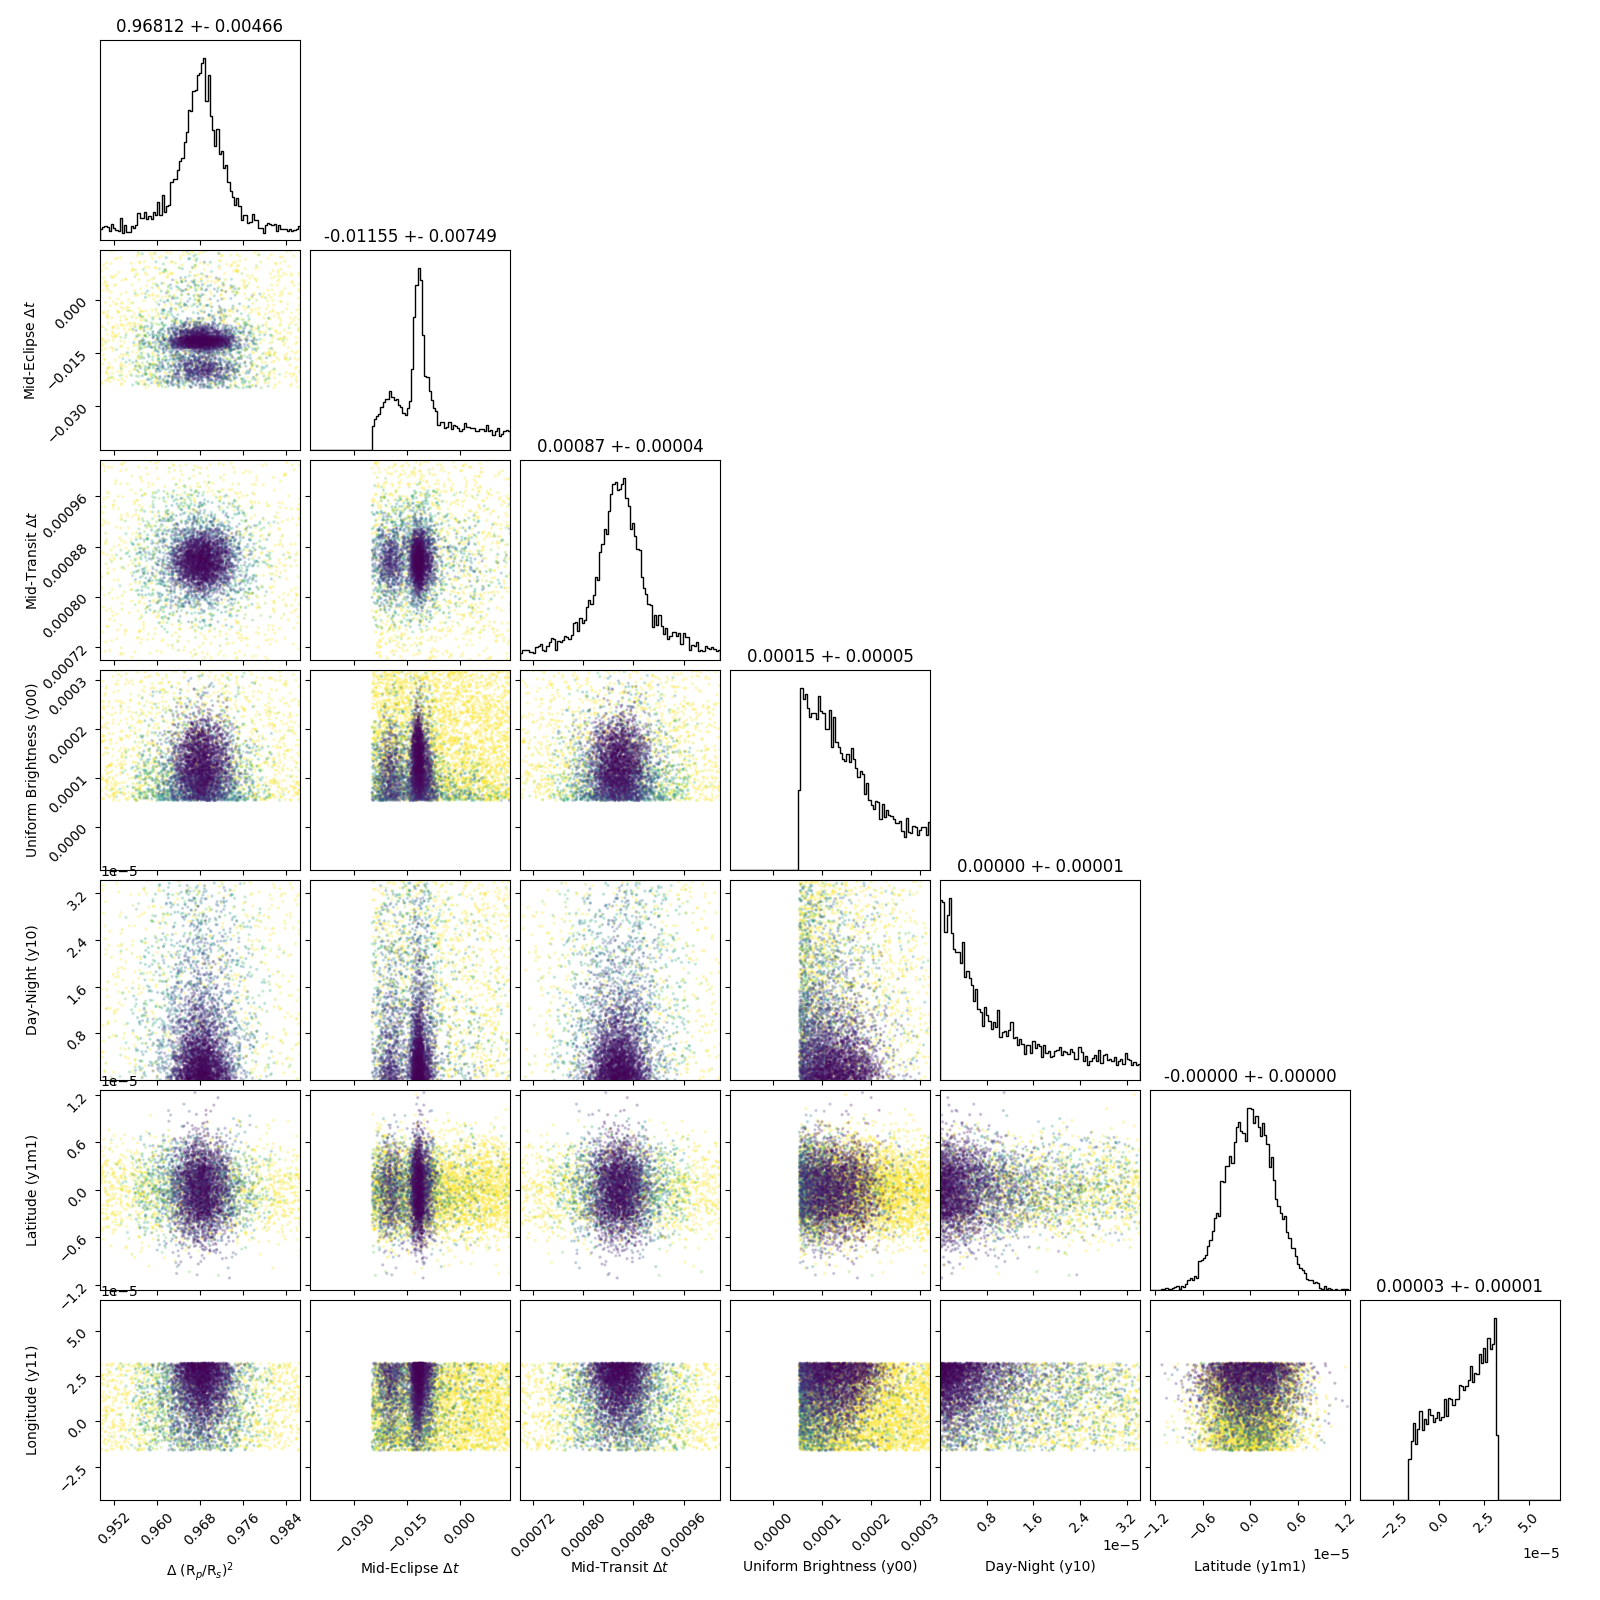 0.96812 +- 0.00466
-0.01155 +- 0.00749
Mid-Eclipse Δt
0.000
−0.015
−0.030
0.00087 +- 0.00004
Mid-Transit Δt
0.00096
0.00088
0.00080
0.00072
0.00015 +- 0.00005
Uniform Brightness (y00)
0.0003
0.0002
0.0001
0.0000
0.00000 +- 0.00001
1e−5
Day-Night (y10)
3.2
2.4
1.6
0.8
-0.00000 +- 0.00000
1e−5
Latitude (y1m1)
1.2
0.6
0.0
−0.6
−1.2
0.00003 +- 0.00001
1e−5
Longitude (y11)
5.0
2.5
0.0
−2.5
0.952 0.960 0.968 0.976 0.984 −0.030 −0.015 0.000 0.00072 0.00080 0.00088 0.00096 0.0000 0.0001 0.0002 0.0003 0.8 1.6 2.4 3.2 −1.2 −0.6 0.0 0.6 1.2 −2.5 0.0 2.5 5.0
1e−5 1e−5 1e−5
Δ (Rp/Rs)2 Mid-Eclipse Δt Mid-Transit Δt Uniform Brightness (y00) Day-Night (y10) Latitude (y1m1)